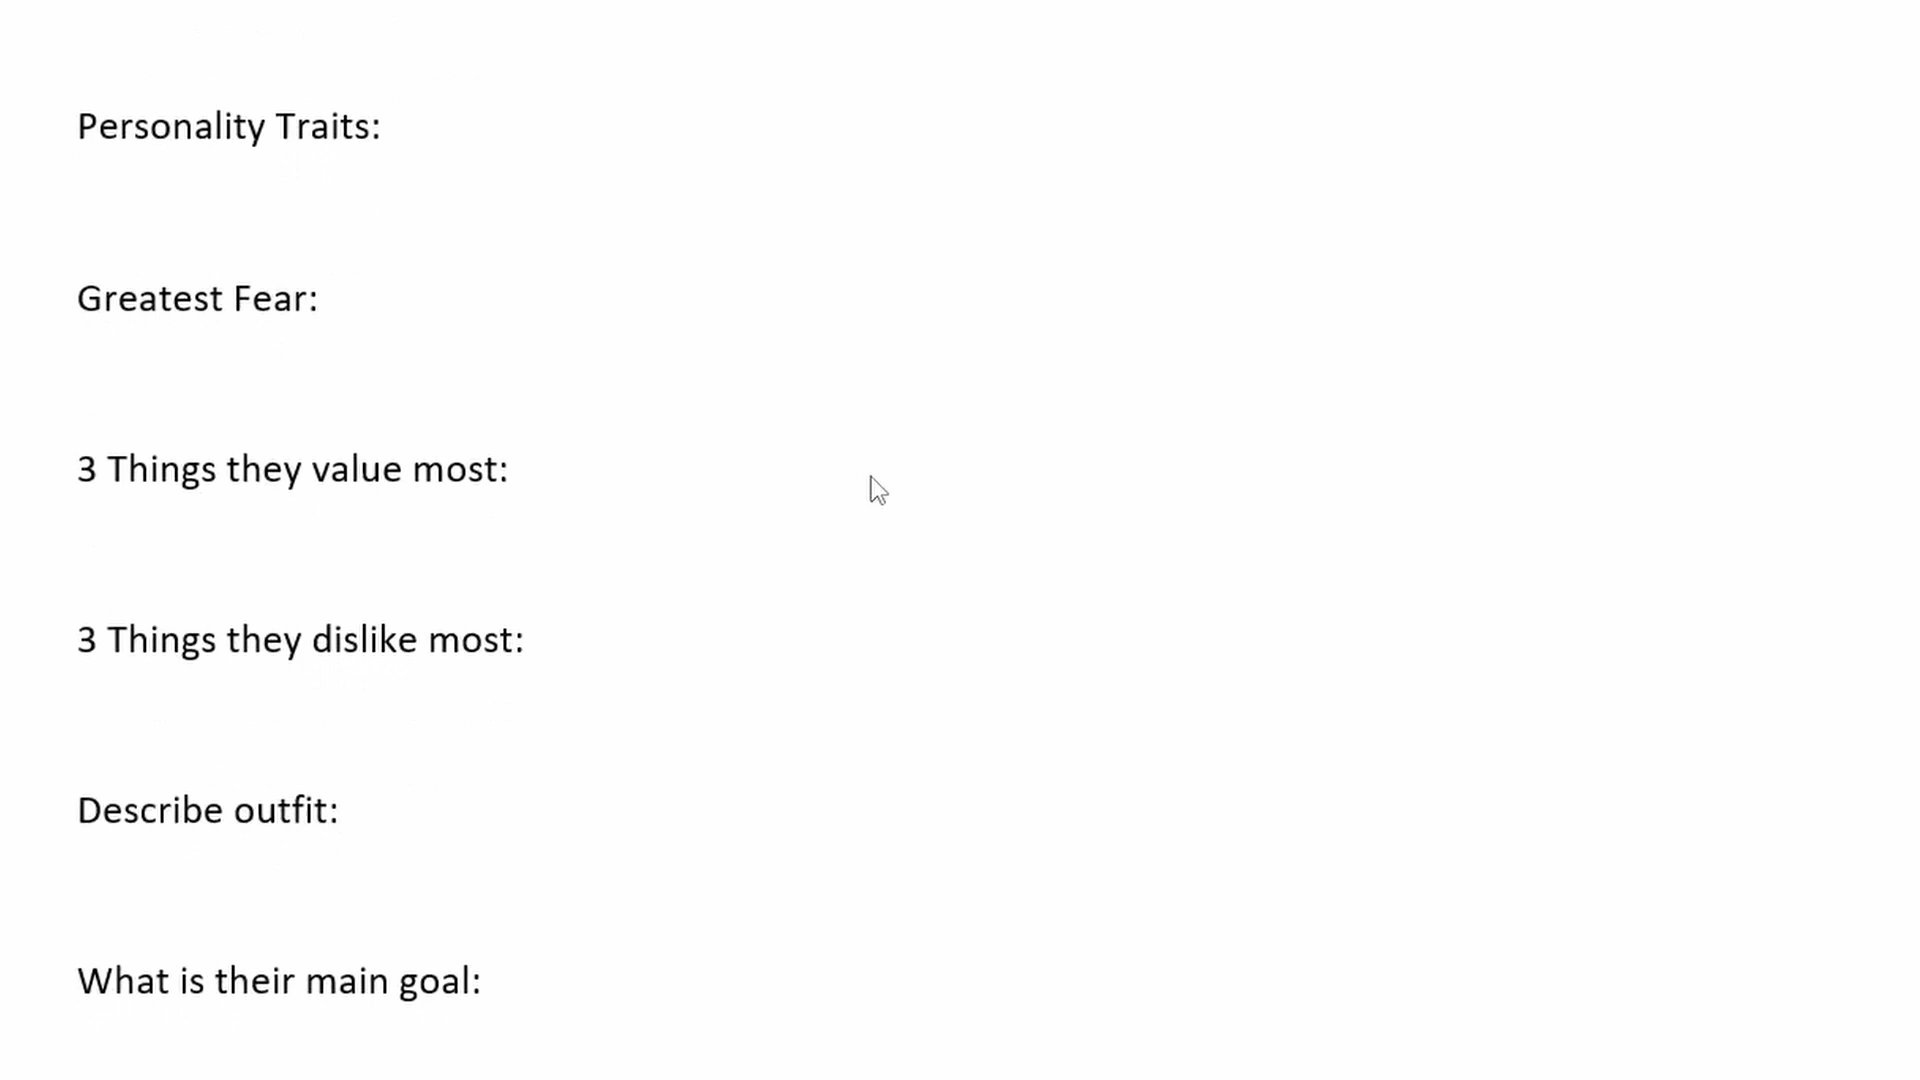 Personality Traits:
Greatest Fear:
3 Things they value most:
3 Things they dislike most:
Describe outfit:
What is their main goal: